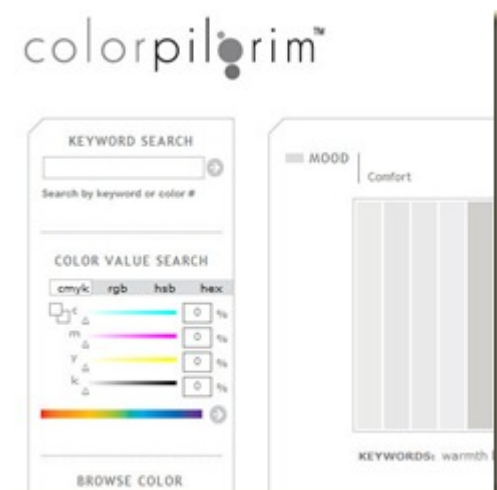 colorpilgrim™
KEYWORD SEARCH
Search by keyword or color #
COLOR VALUE SEARCH
cmyk rgb hsb hex
c 0 %
m 0 %
y 0 %
k 0 %
BROWSE COLOR
MOOD
Comfort
KEYWORDS: warmth